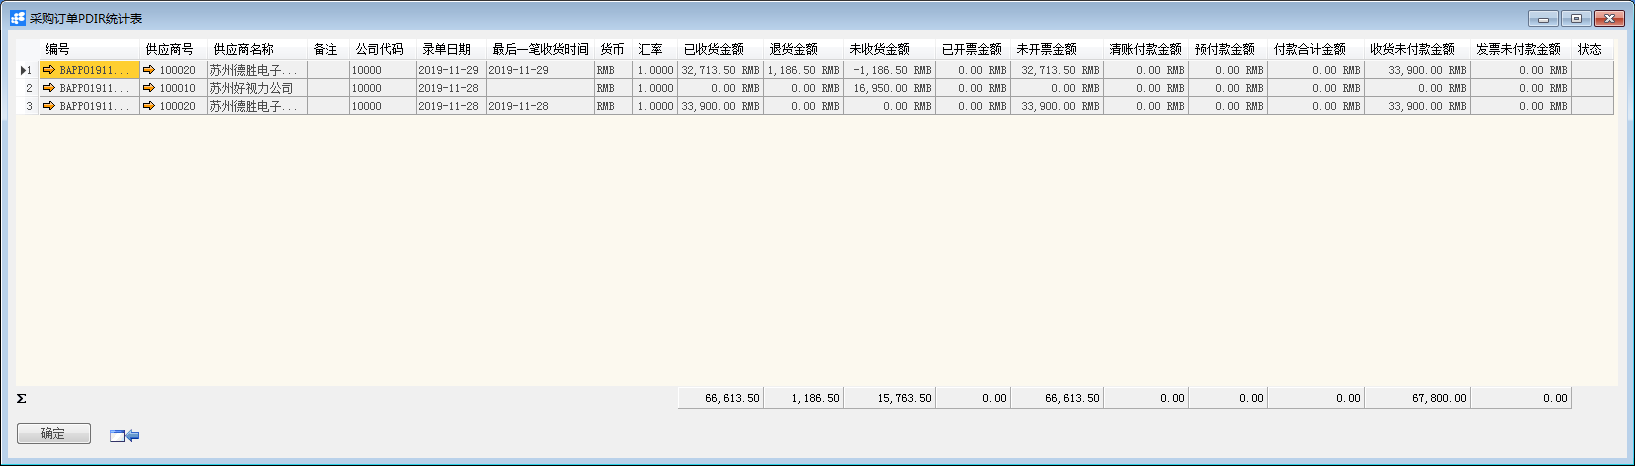 采购订单PDIR统计表
编号 供应商号 供应商名称 备注 公司代码 录单日期 最后一笔收货时间 货币 汇率 已收货金额 退货金额 未收货金额 已开票金额 未开票金额 清账付款金额 预付款金额 付款合计金额 收货未付款金额 发票未付款金额 状态
1 BAPP01911... 100020 苏州德胜电子... 10000 2019-11-29 2019-11-29 RMB 1.0000 32,713.50 RMB 1,186.50 RMB -1,186.50 RMB 0.00 RMB 32,713.50 RMB 0.00 RMB 0.00 RMB 0.00 RMB 33,900.00 RMB 0.00 RMB
2 BAPP01911... 100010 苏州好视力公司 10000 2019-11-28 RMB 1.0000 0.00 RMB 0.00 RMB 16,950.00 RMB 0.00 RMB 0.00 RMB 0.00 RMB 0.00 RMB 0.00 RMB 0.00 RMB 0.00 RMB
3 BAPP01911... 100020 苏州德胜电子... 10000 2019-11-28 2019-11-28 RMB 1.0000 33,900.00 RMB 0.00 RMB 0.00 RMB 0.00 RMB 33,900.00 RMB 0.00 RMB 0.00 RMB 0.00 RMB 33,900.00 RMB 0.00 RMB
Σ 66,613.50 1,186.50 15,763.50 0.00 66,613.50 0.00 0.00 0.00 67,800.00 0.00
确定